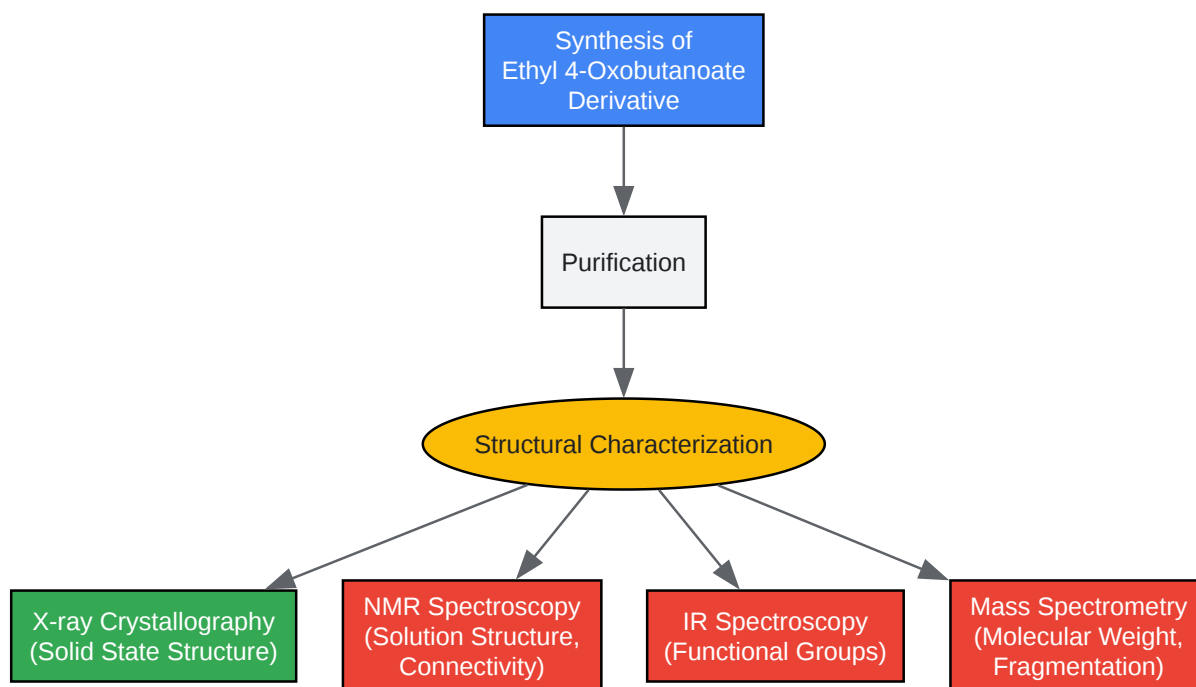 Synthesis of
Ethyl 4-Oxobutanoate
Derivative
Purification
Structural Characterization
X-ray Crystallography
(Solid State Structure)
NMR Spectroscopy
(Solution Structure,
Connectivity)
IR Spectroscopy
(Functional Groups)
Mass Spectrometry
(Molecular Weight,
Fragmentation)